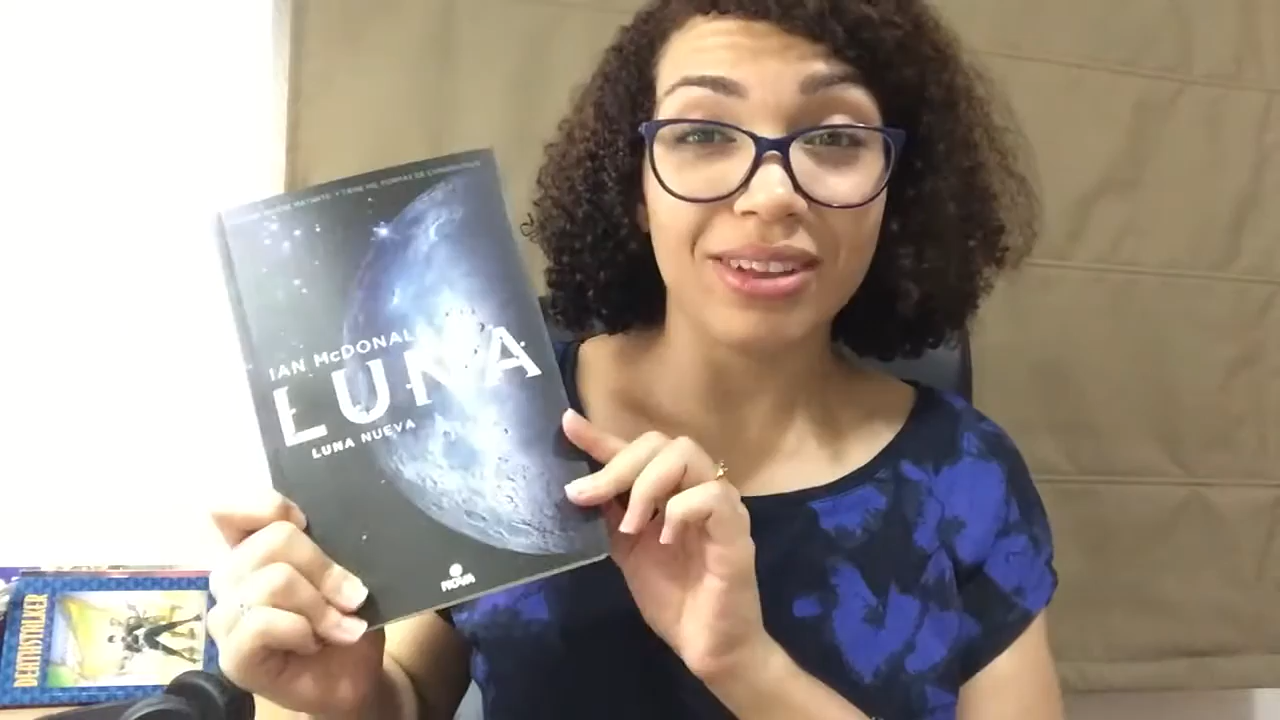 IAN McDONAL
LUNA
LUNA NUEVA
NOVA
DEATHSTALKER